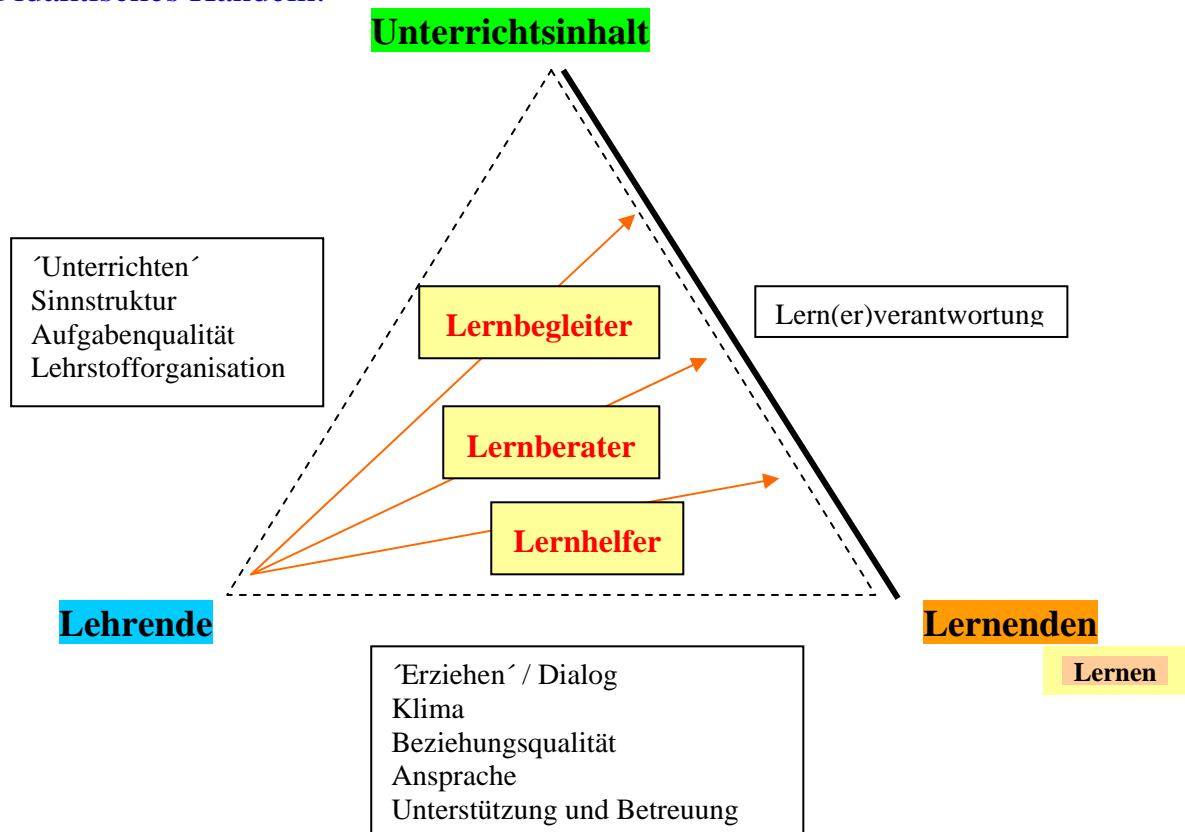 Unterrichtsinhalt
´Unterrichten´
Sinnstruktur
Aufgabenqualität
Lehrstofforganisation
Lernbegleiter
Lern(er)verantwortung
Lernberater
Lernhelfer
Lehrende
Lernenden
Lernen
´Erziehen´ / Dialog
Klima
Beziehungsqualität
Ansprache
Unterstützung und Betreuung